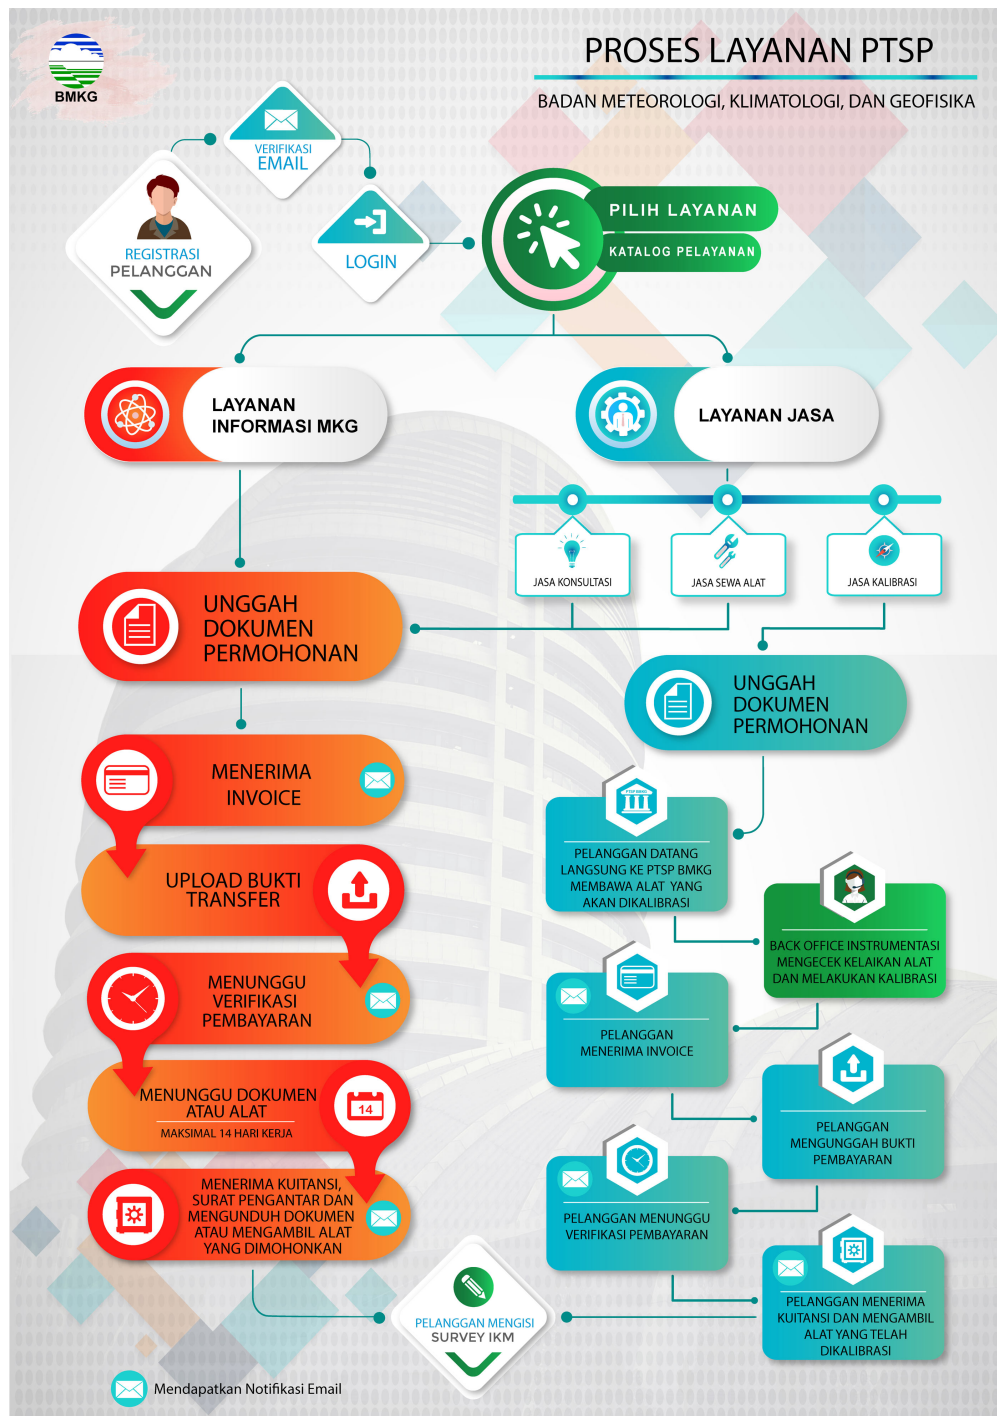 BMKG
PROSES LAYANAN PTSP
BADAN METEOROLOGI, KLIMATOLOGI, DAN GEOFISIKA
REGISTRASI
PELANGGAN
VERIFIKASI
EMAIL
LOGIN
PILIH LAYANAN
KATALOG PELAYANAN
LAYANAN
INFORMASI MKG
LAYANAN JASA
JASA KONSULTASI
JASA SEWA ALAT
JASA KALIBRASI
UNGGAH
DOKUMEN
PERMOHONAN
MENERIMA
INVOICE
UPLOAD BUKTI
TRANSFER
MENUNGGU
VERIFIKASI
PEMBAYARAN
MENUNGGU DOKUMEN
ATAU ALAT
MAKSIMAL 14 HARI KERJA
14
MENERIMA KUITANSI,
SURAT PENGANTAR DAN
MENGUNDUH DOKUMEN
ATAU MENGAMBIL ALAT
YANG DIMOHONKAN
UNGGAH
DOKUMEN
PERMOHONAN
PTSP BMKG
PELANGGAN DATANG
LANGSUNG KE PTSP BMKG
MEMBAWA ALAT YANG
AKAN DIKALIBRASI
BACK OFFICE INSTRUMENTASI
MENGECEK KELAIKAN ALAT
DAN MELAKUKAN KALIBRASI
PELANGGAN
MENERIMA INVOICE
PELANGGAN
MENGUNGGAH BUKTI
PEMBAYARAN
PELANGGAN MENUNGGU
VERIFIKASI PEMBAYARAN
PELANGGAN MENERIMA
KUITANSI DAN MENGAMBIL
ALAT YANG TELAH
DIKALIBRASI
PELANGGAN MENGISI
SURVEY IKM
Mendapatkan Notifikasi Email